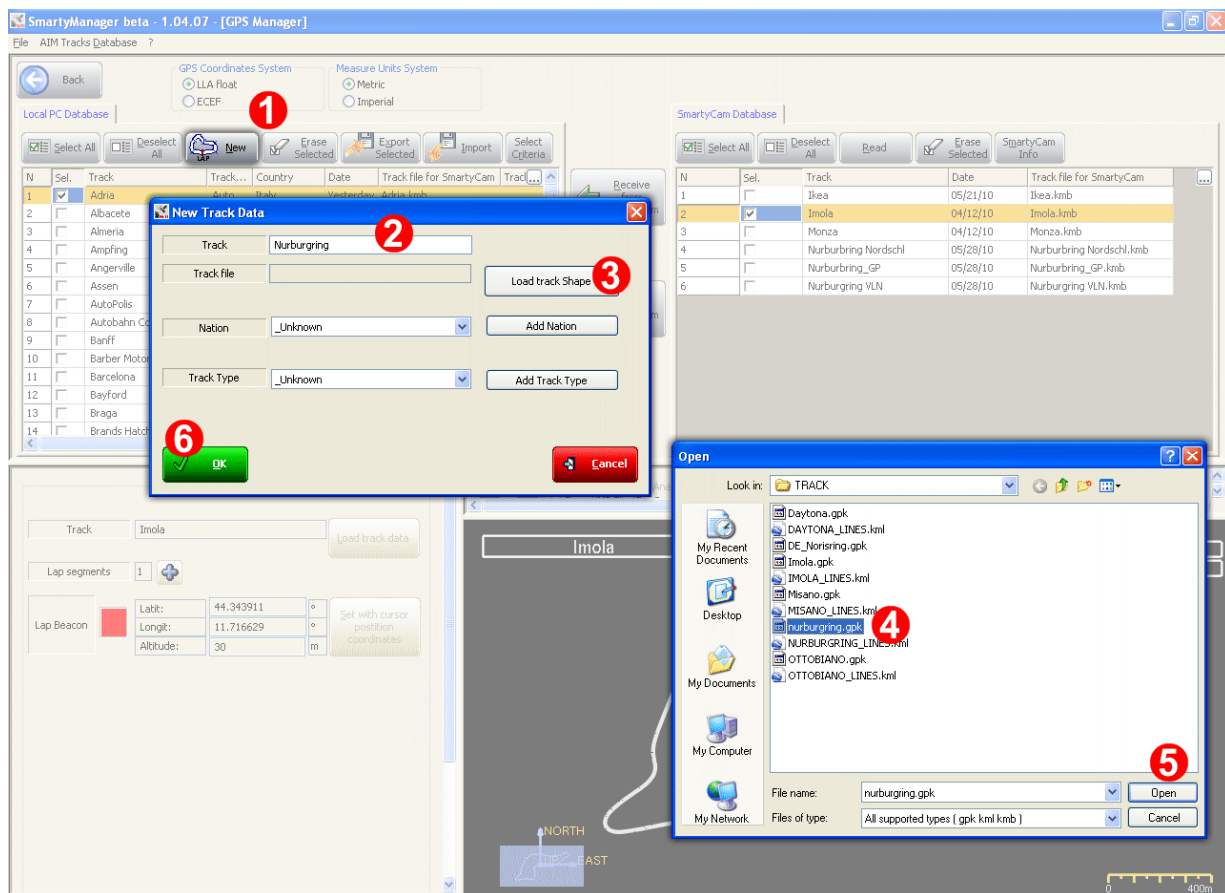 SmartyManager beta - 1.04.07 - [GPS Manager]
File AIM Tracks Database ?
Back
GPS Coordinates System
LLA float
ECEF
Measure Units System
Metric
Imperial
1
Local PC Database
Select All
Deselect All
New
LAP
Erase Selected
Export Selected
Import
Select Criteria
N Sel. Track Track... Country Date Track file for SmartyCam Tracl ...
1 Adria Auto Italy Yesterday Adria.kmb
2 Albacete
3 Almeria
4 Ampfing
5 Angerville
6 Assen
7 AutoPolis
8 Autobahn Co
9 Banff
10 Barber Motor
11 Barcelona
12 Bayford
13 Braga
14 Brands Hatch
Receive
SmartyCam Database
Select All
Deselect All
Read
Erase Selected
SmartyCam Info
N Sel. Track Date Track file for SmartyCam ...
1 Ikea 05/21/10 Ikea.kmb
2 Imola 04/12/10 Imola.kmb
3 Monza 04/12/10 Monza.kmb
4 Nurburbring Nordschl 05/28/10 Nurburbring Nordschl.kmb
5 Nurburbring_GP 05/28/10 Nurburbring_GP.kmb
6 Nurburgring VLN 05/28/10 Nurburgring VLN.kmb
New Track Data
Track Nurburgring 2
Track file
Load track Shape 3
Nation _Unknown Add Nation
Track Type _Unknown Add Track Type
6
OK
Cancel
Track Imola Load track data
Lap segments 1
Lap Beacon
Latit: 44.343911 °
Longit: 11.716629 °
Altitude: 30 m
Set with cursor
postition
coordinates
Imola
NORTH
UP EAST
0 400m
Open
Look in: TRACK
My Recent Documents
Desktop
My Documents
My Computer
My Network
Daytona.gpk
DAYTONA_LINES.kml
DE_Norisring.gpk
Imola.gpk
IMOLA_LINES.kml
Misano.gpk
MISANO_LINES.kml
nurburgring.gpk 4
NURBURGRING_LINES.kml
OTTOBIANO.gpk
OTTOBIANO_LINES.kml
5
File name: nurburgring.gpk Open
Files of type: All supported types ( gpk kml kmb ) Cancel